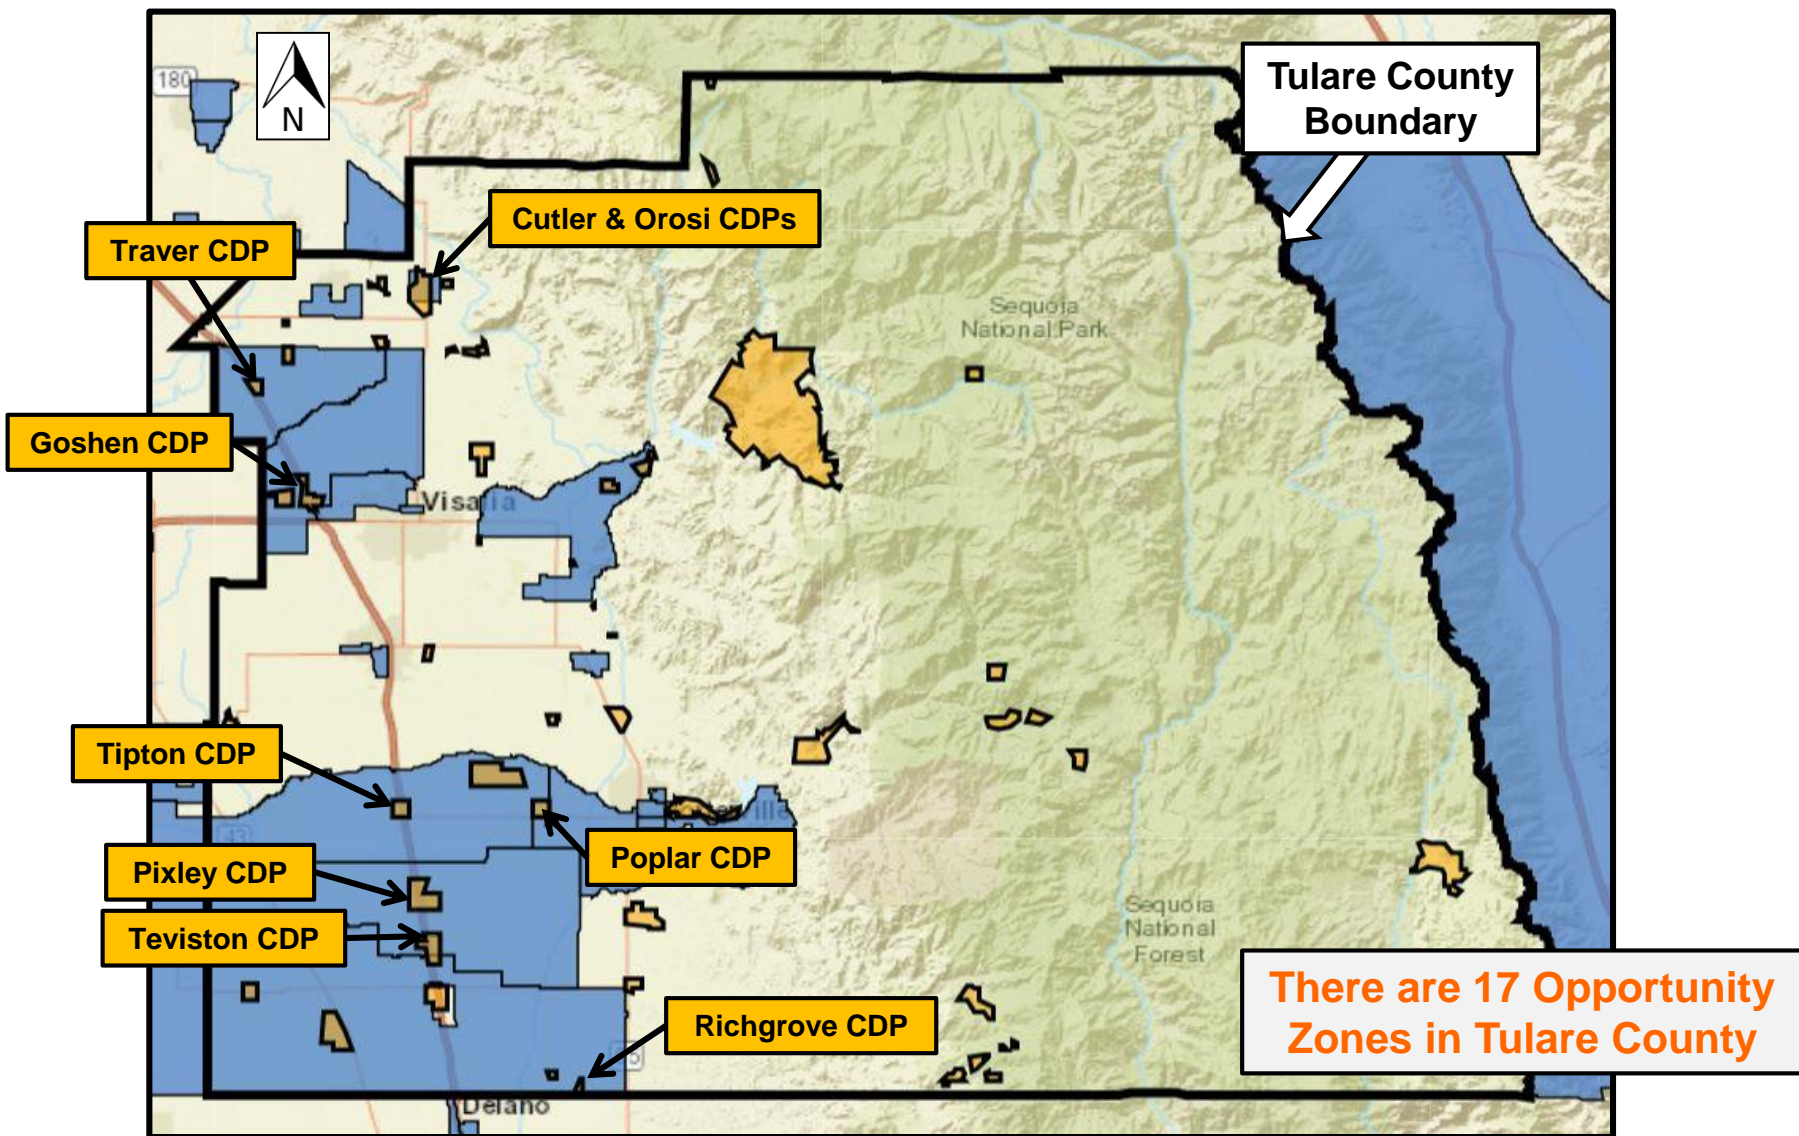 180
N
Tulare County
Boundary
Cutler & Orosi CDPs
Traver CDP
Sequoia
National Park
Goshen CDP
Visalia
Tipton CDP
43
Poplar CDP
Pixley CDP
Teviston CDP
Sequoia
National
Forest
There are 17 Opportunity
Zones in Tulare County
Richgrove CDP
Delano